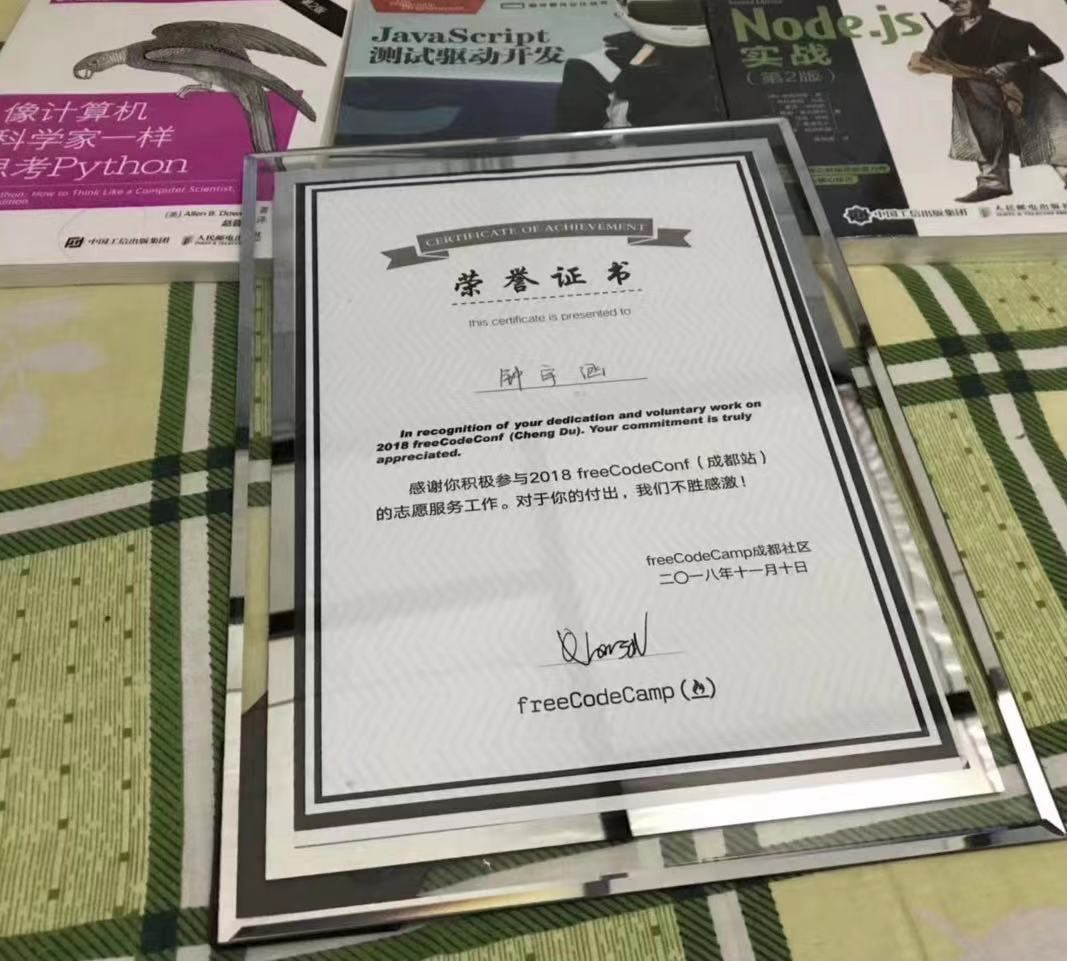 第2版
像计算机
科学家一样
思考Python
Python: How to Think Like a Computer Scientist,
[美] Allen B. Dow
著
译
中国工信出版集团
人民邮电
JavaScript
测试驱动开发
Node.js
实战
(第2版)
中国工信出版集团
人民邮电出版社
CERTIFICATE OF ACHIEVEMENT
荣誉证书
this certificate is presented to
钟宇涵
In recognition of your dedication and voluntary work on
2018 freeCodeConf (Cheng Du). Your commitment is truly
appreciated.
感谢你积极参与2018 freeCodeConf（成都站）
的志愿服务工作。对于你的付出，我们不胜感激！
freeCodeCamp成都社区
二〇一八年十一月十日
freeCodeCamp